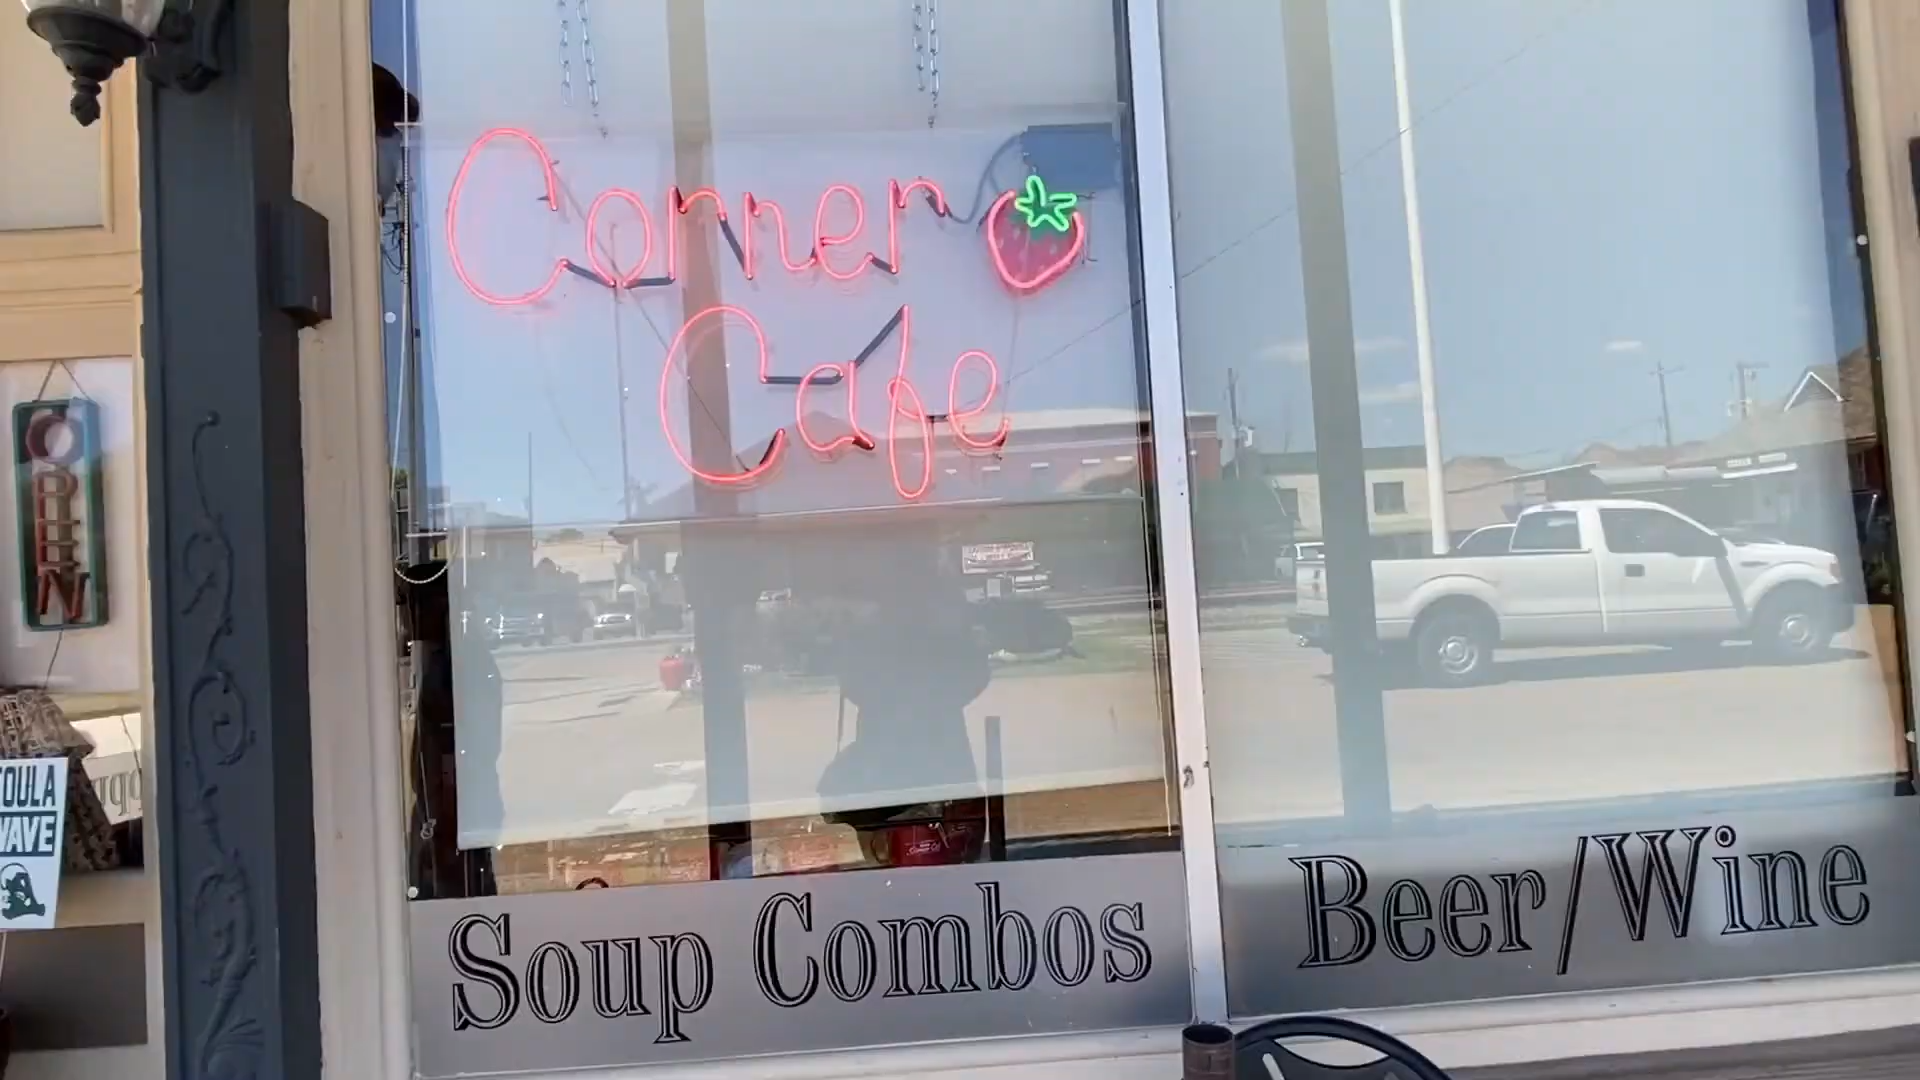 Corner
Cafe
OPEN
TOULA
WAVE
Soup Combos
Beer/Wine